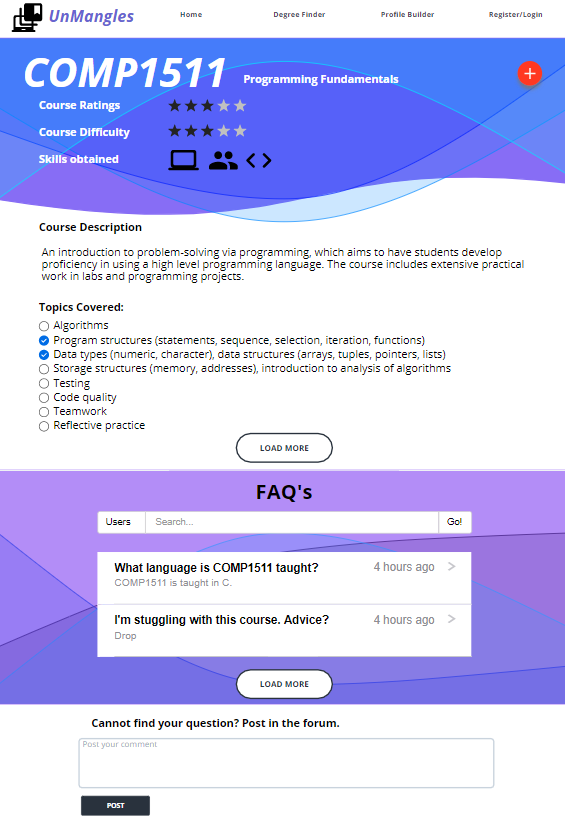 UnMangles
Home
Degree Finder
Profile Builder
Register/Login
COMP1511 Programming Fundamentals
Course Ratings
Course Difficulty
Skills obtained
Course Description
An introduction to problem-solving via programming, which aims to have students develop
proficiency in using a high level programming language. The course includes extensive practical
work in labs and programming projects.
Topics Covered:
Algorithms
Program structures (statements, sequence, selection, iteration, functions)
Data types (numeric, character), data structures (arrays, tuples, pointers, lists)
Storage structures (memory, addresses), introduction to analysis of algorithms
Testing
Code quality
Teamwork
Reflective practice
LOAD MORE
FAQ's
Users
Search...
Go!
What language is COMP1511 taught?
4 hours ago
COMP1511 is taught in C.
I'm stuggling with this course. Advice?
4 hours ago
Drop
LOAD MORE
Cannot find your question? Post in the forum.
Post your comment
POST